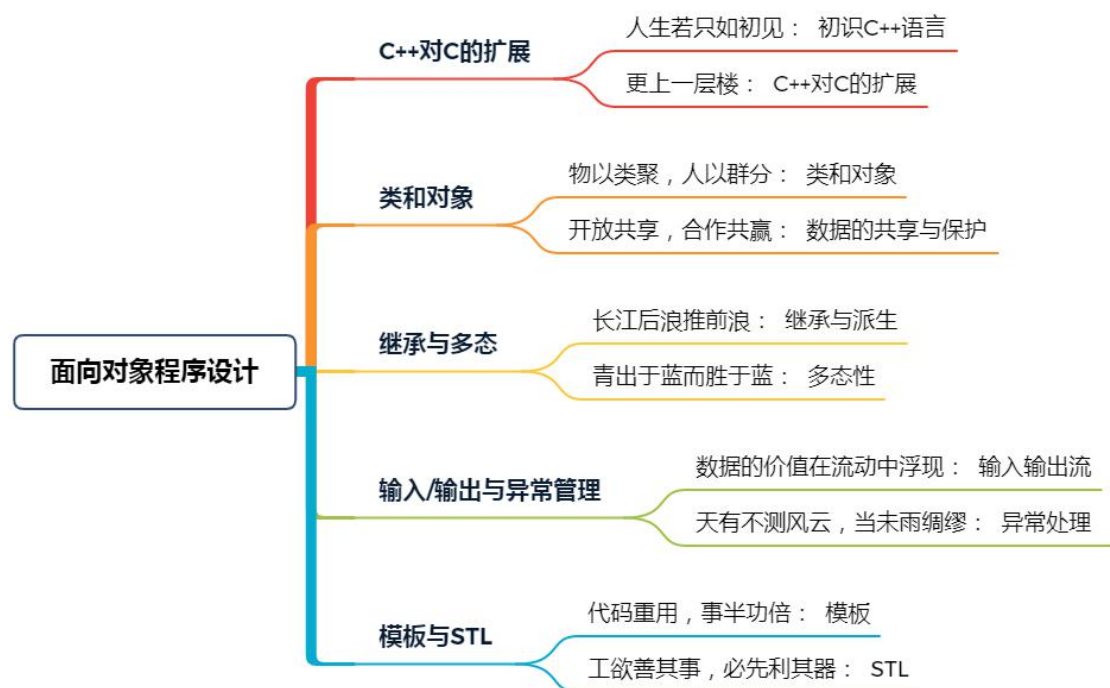 面向对象程序设计
C++对C的扩展
人生若只如初见： 初识C++语言
更上一层楼： C++对C的扩展
类和对象
物以类聚，人以群分： 类和对象
开放共享，合作共赢： 数据的共享与保护
继承与多态
长江后浪推前浪： 继承与派生
青出于蓝而胜于蓝： 多态性
输入/输出与异常管理
数据的价值在流动中浮现： 输入输出流
天有不测风云，当未雨绸缪： 异常处理
模板与STL
代码重用，事半功倍： 模板
工欲善其事，必先利其器： STL